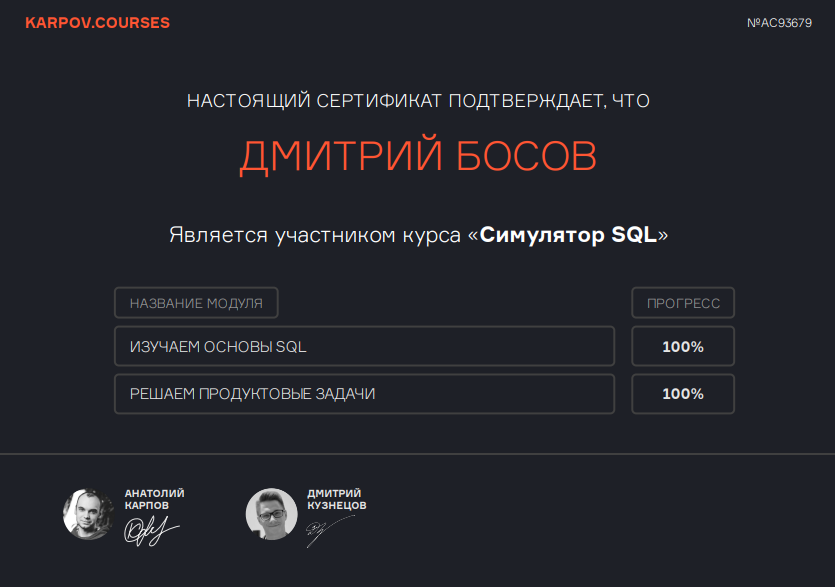 KARPOV.COURSES
№AC93679
НАСТОЯЩИЙ СЕРТИФИКАТ ПОДТВЕРЖДАЕТ, ЧТО
ДМИТРИЙ БОСОВ
Является участником курса «Симулятор SQL»
НАЗВАНИЕ МОДУЛЯ
ПРОГРЕСС
ИЗУЧАЕМ ОСНОВЫ SQL
100%
РЕШАЕМ ПРОДУКТОВЫЕ ЗАДАЧИ
100%
АНАТОЛИЙ
КАРПОВ
ДМИТРИЙ
КУЗНЕЦОВ